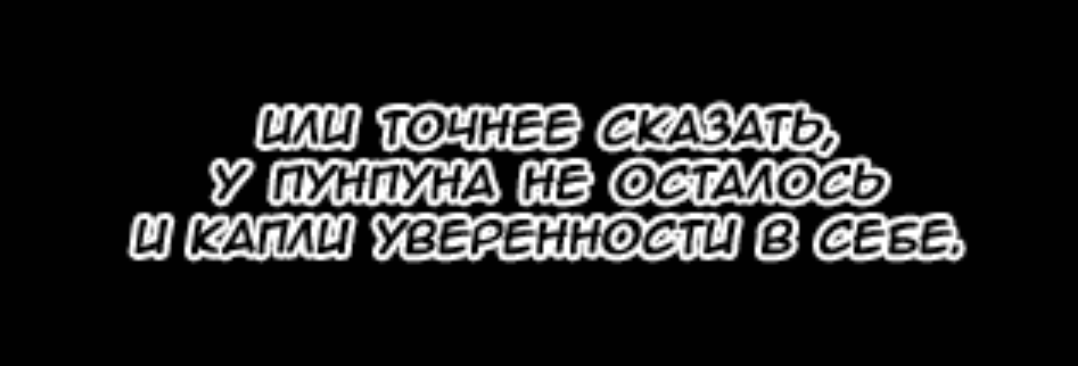 ИЛИ ТОЧНЕЕ СКАЗАТЬ,
У ПУНПУНА НЕ ОСТАЛОСЬ
И КАПЛИ УВЕРЕННОСТИ В СЕБЕ.